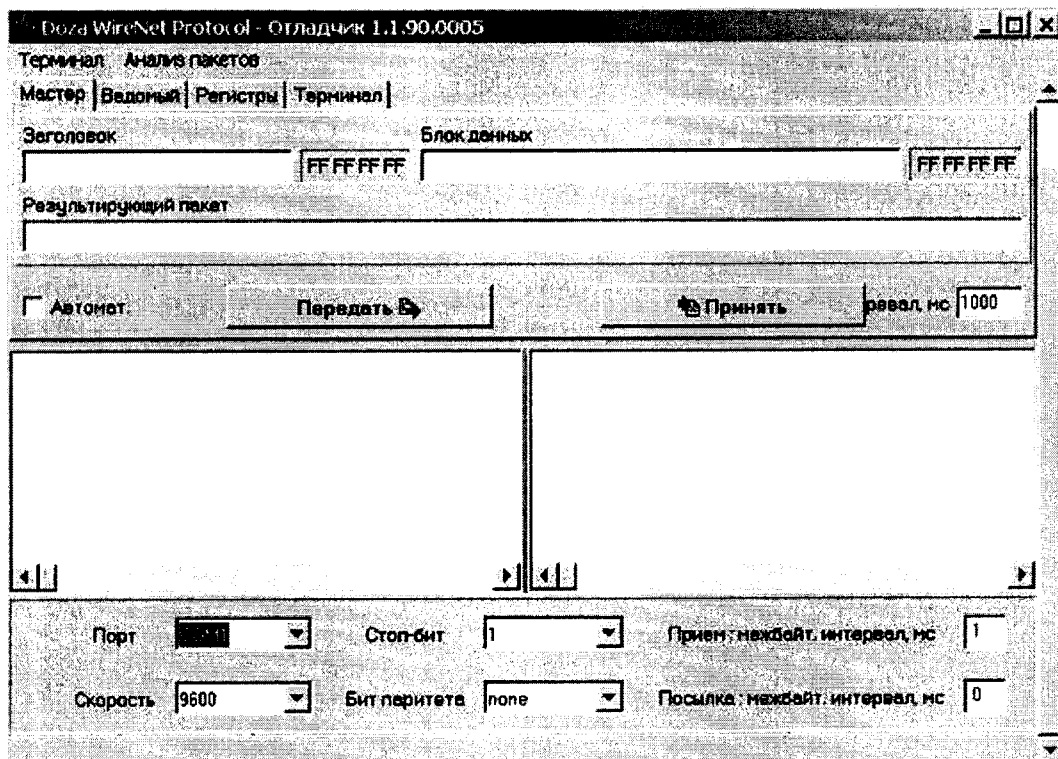 Doza WireNet Protocol - Отладчик 1.1.90.0005
Терминал Анализ пакетов
Мастер Ведомый Регистры Терминал
Заголовок Блок данных
FF FF FF FF FF FF FF FF
Результирующий пакет
Автомат. Передать Принять рвал, мс 1000
Порт Стоп-бит 1 Прием : межбайт. интервал, мс 1
Скорость 9600 Бит паритета none Посылка : межбайт. интервал, мс 0